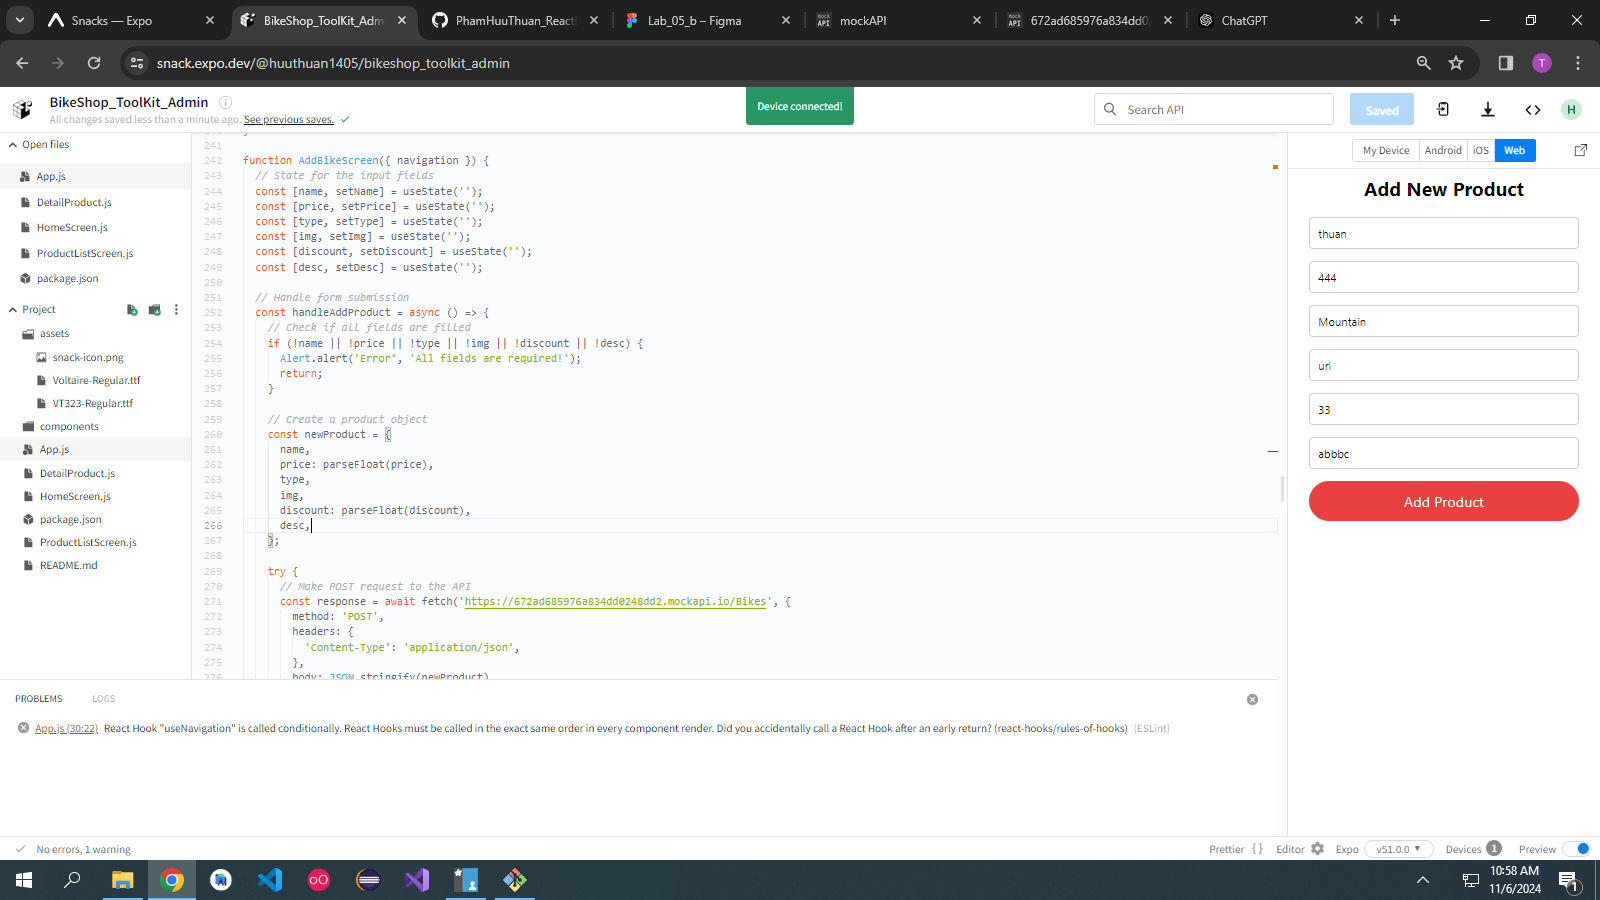 Snacks — Expo
BikeShop_ToolKit_Adm
PhamHuuThuan_React
Lab_05_b – Figma
mockAPI
672ad685976a834dd02
ChatGPT
snack.expo.dev/@huuthuan1405/bikeshop_toolkit_admin
T
BikeShop_ToolKit_Admin
All changes saved less than a minute ago. See previous saves.
Device connected!
Search API
Saved
H
Open files
App.js
DetailProduct.js
HomeScreen.js
ProductListScreen.js
package.json
Project
assets
snack-icon.png
Voltaire-Regular.ttf
VT323-Regular.ttf
components
App.js
DetailProduct.js
HomeScreen.js
package.json
ProductListScreen.js
README.md
241
242 function AddBikeScreen({ navigation }) {
243 // State for the input fields
244 const [name, setName] = useState('');
245 const [price, setPrice] = useState('');
246 const [type, setType] = useState('');
247 const [img, setImg] = useState('');
248 const [discount, setDiscount] = useState('');
249 const [desc, setDesc] = useState('');
250
251 // Handle form submission
252 const handleAddProduct = async () => {
253 // Check if all fields are filled
254 if (!name || !price || !type || !img || !discount || !desc) {
255 Alert.alert('Error', 'All fields are required!');
256 return;
257 }
258
259 // Create a product object
260 const newProduct = {
261 name,
262 price: parseFloat(price),
263 type,
264 img,
265 discount: parseFloat(discount),
266 desc,
267 };
268
269 try {
270 // Make POST request to the API
271 const response = await fetch('https://672ad685976a834dd0248dd2.mockapi.io/Bikes', {
272 method: 'POST',
273 headers: {
274 'Content-Type': 'application/json',
275 },
276 body: JSON.stringify(newProduct)
My Device
Android
iOS
Web
Add New Product
thuan
444
Mountain
url
33
abbbc
Add Product
PROBLEMS
LOGS
App.js (30:22) React Hook "useNavigation" is called conditionally. React Hooks must be called in the exact same order in every component render. Did you accidentally call a React Hook after an early return? (react-hooks/rules-of-hooks) (ESLint)
No errors, 1 warning
Prettier { }
Editor
Expo
v51.0.0
Devices 1
Preview
10:58 AM
11/6/2024
1